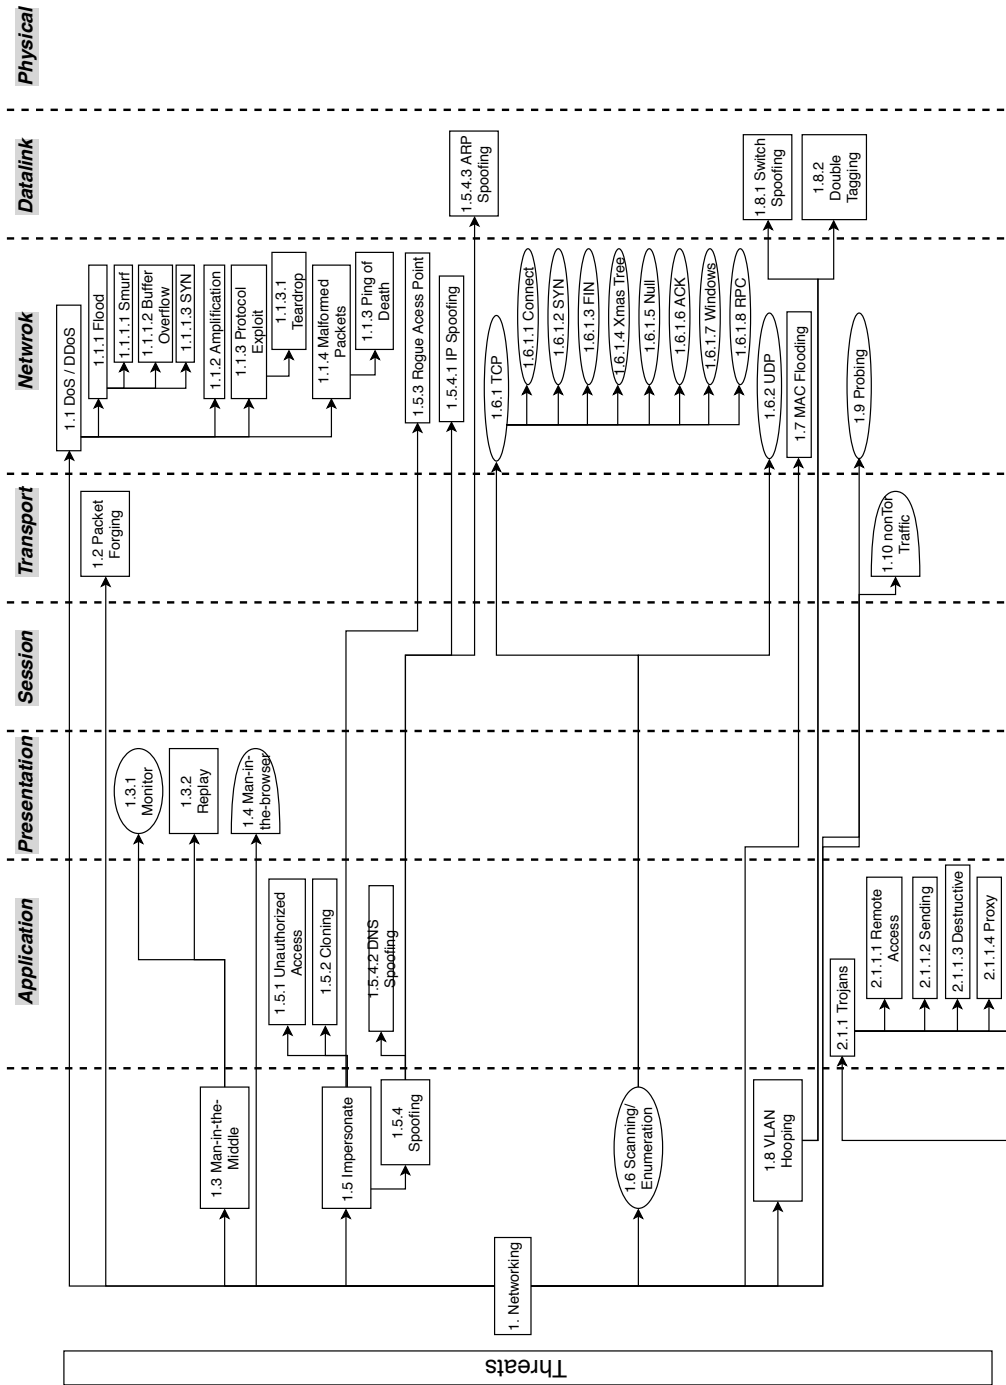 Physical
Datalink
Netwrok
Transport
Session
Presentation
Application
Threats
1. Networking
1.1 DoS / DDoS
1.1.1 Flood
1.1.1.1 Smurf
1.1.1.2 Buffer
Overflow
1.1.1.3 SYN
1.1.2 Amplification
1.1.3 Protocol
Exploit
1.1.3.1
Teardrop
1.1.4 Malformed
Packets
1.1.3 Ping of
Death
1.2 Packet
Forging
1.3 Man-in-the-
Middle
1.3.1
Monitor
1.3.2
Replay
1.4 Man-in-
the-browser
1.5 Impersonate
1.5.1 Unauthorized
Access
1.5.2 Cloning
1.5.3 Rogue Acess Point
1.5.4
Spoofing
1.5.4.1 IP Spoofing
1.5.4.2 DNS
Spoofing
1.5.4.3 ARP
Spoofing
1.6 Scanning/
Enumeration
1.6.1 TCP
1.6.1.1 Connect
1.6.1.2 SYN
1.6.1.3 FIN
1.6.1.4 Xmas Tree
1.6.1.5 Null
1.6.1.6 ACK
1.6.1.7 Windows
1.6.1.8 RPC
1.6.2 UDP
1.7 MAC Flooding
1.8 VLAN
Hooping
1.8.1 Switch
Spoofing
1.8.2
Double
Tagging
1.9 Probing
1.10 nonTor
Traffic
2.1.1 Trojans
2.1.1.1 Remote
Access
2.1.1.2 Sending
2.1.1.3 Destructive
2.1.1.4 Proxy